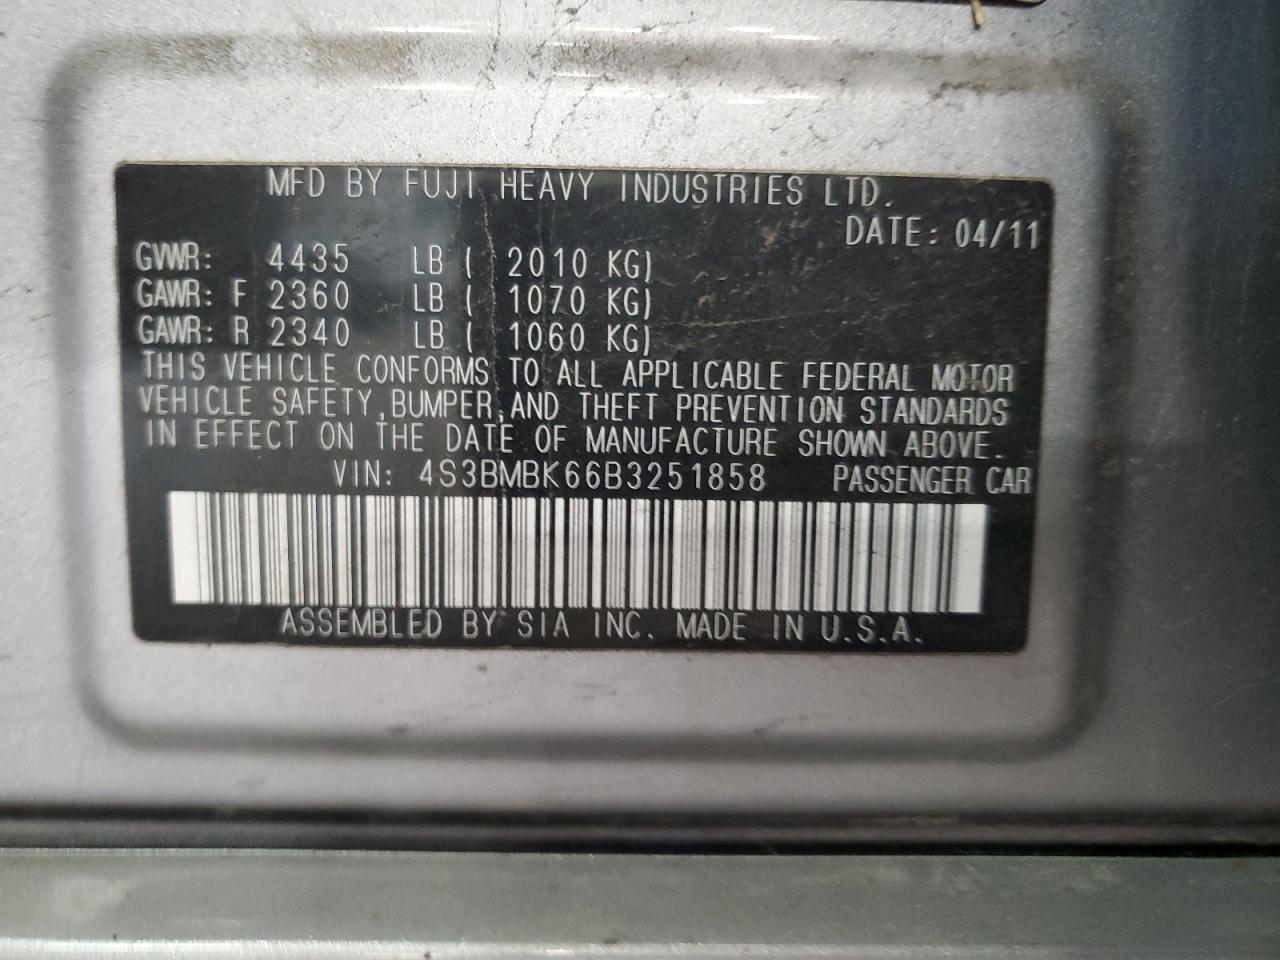 MFD BY FUJI HEAVY INDUSTRIES LTD.
DATE: 04/11
GVWR: 4435 LB ( 2010 KG)
GAWR: F 2360 LB ( 1070 KG)
GAWR: R 2340 LB ( 1060 KG)
THIS VEHICLE CONFORMS TO ALL APPLICABLE FEDERAL MOTOR
VEHICLE SAFETY,BUMPER,AND THEFT PREVENTION STANDARDS
IN EFFECT ON THE DATE OF MANUFACTURE SHOWN ABOVE.
VIN: 4S3BMBK66B3251858 PASSENGER CAR
ASSEMBLED BY SIA INC. MADE IN U.S.A.